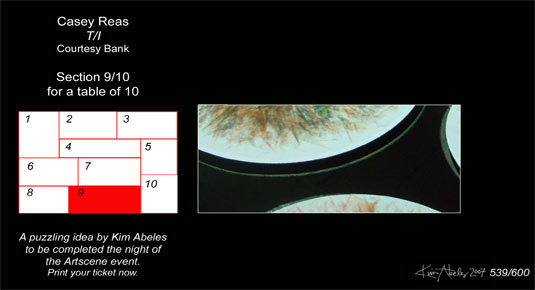 Casey Reas
T/I
Courtesy Bank
Section 9/10
for a table of 10
1
2
3
4
5
6
7
8
9
10
A puzzling idea by Kim Abeles
to be completed the night of
the Artscene event.
Print your ticket now.
Kim Abeles 2007 539/600